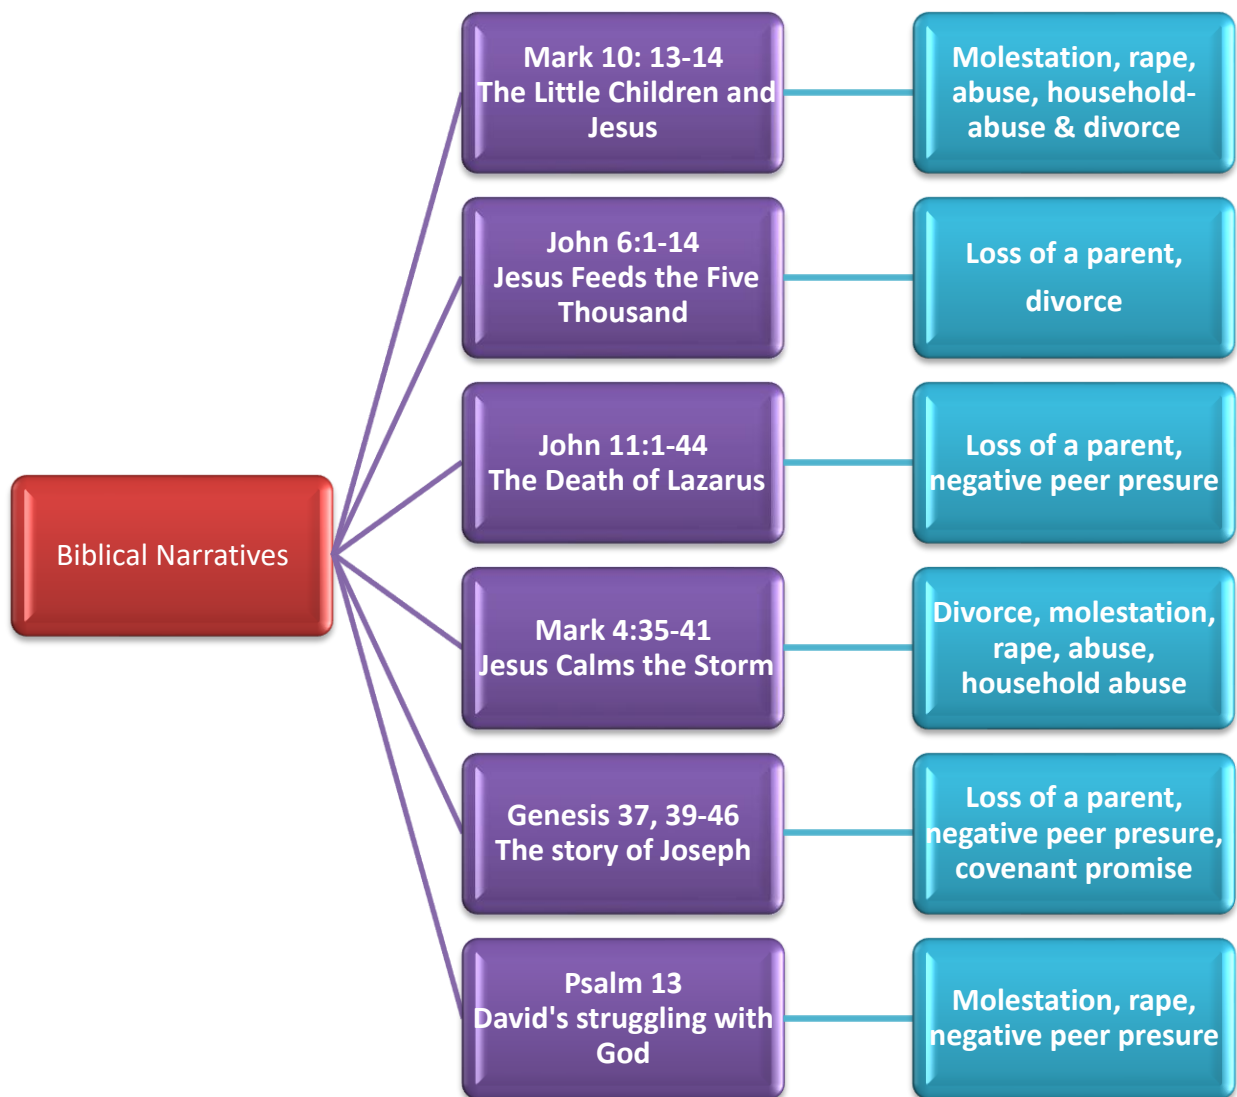 Mark 10: 13-14
The Little Children and
Jesus
Molestation, rape,
abuse, household-
abuse & divorce
John 6:1-14
Jesus Feeds the Five
Thousand
Loss of a parent,
divorce
John 11:1-44
The Death of Lazarus
Loss of a parent,
negative peer presure
Biblical Narratives
Mark 4:35-41
Jesus Calms the Storm
Divorce, molestation,
rape, abuse,
household abuse
Genesis 37, 39-46
The story of Joseph
Loss of a parent,
negative peer presure,
covenant promise
Psalm 13
David's struggling with
God
Molestation, rape,
negative peer presure